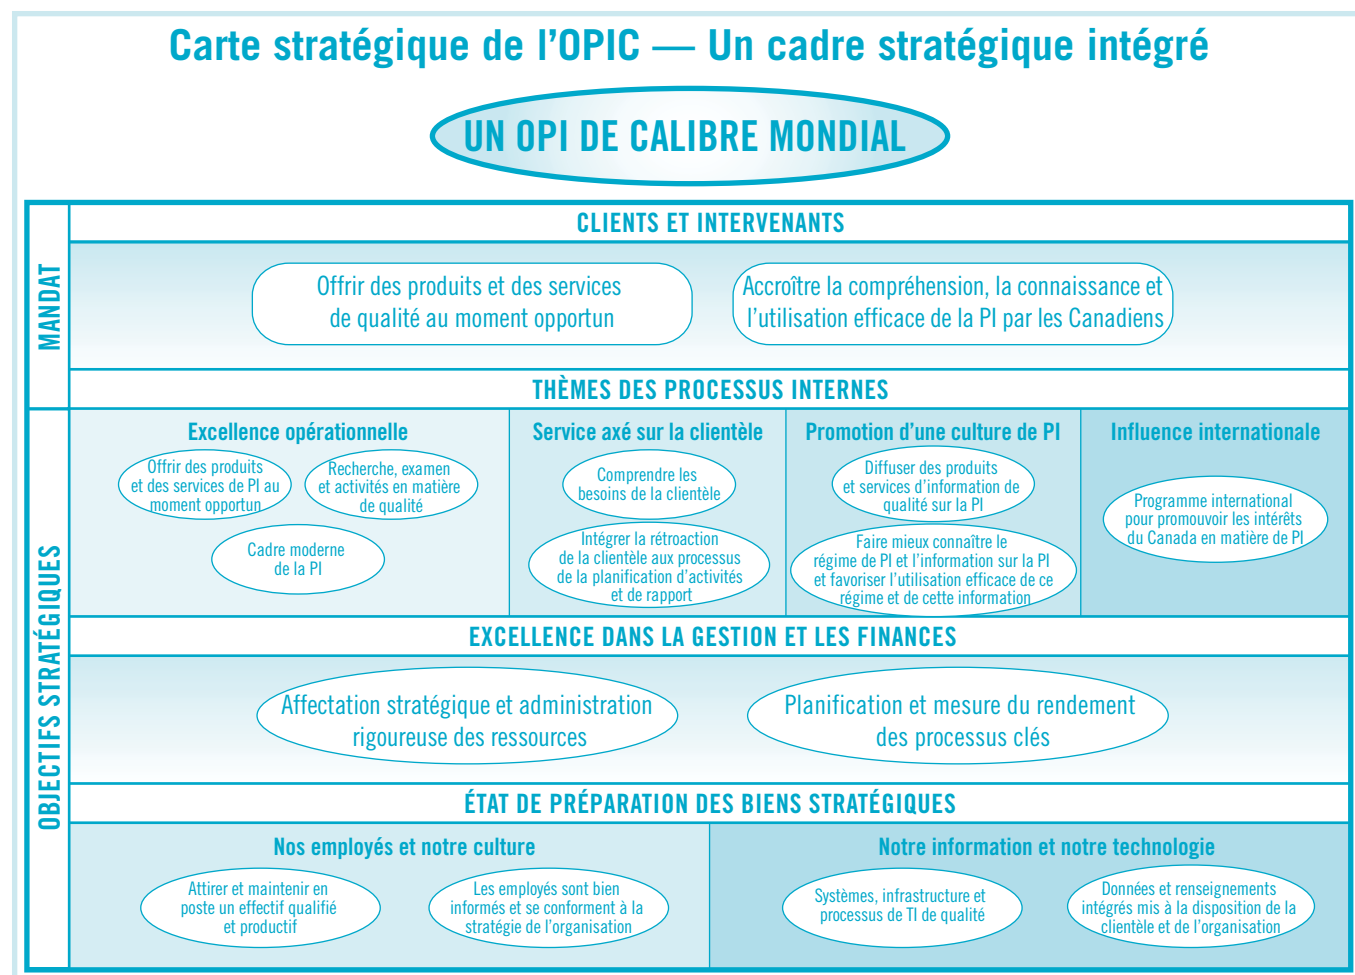 Carte stratégique de l’OPIC — Un cadre stratégique intégré
UN OPI DE CALIBRE MONDIAL
MANDAT
CLIENTS ET INTERVENANTS
Offrir des produits et des services
de qualité au moment opportun
Accroître la compréhension, la connaissance et
l’utilisation efficace de la PI par les Canadiens
THÈMES DES PROCESSUS INTERNES
OBJECTIFS STRATÉGIQUES
Excellence opérationnelle
Offrir des produits
et des services de PI au
moment opportun
Recherche, examen
et activités en matière
de qualité
Cadre moderne
de la PI
Service axé sur la clientèle
Comprendre les
besoins de la clientèle
Intégrer la rétroaction
de la clientèle aux processus
de la planification d’activités
et de rapport
Promotion d’une culture de PI
Diffuser des produits
et services d’information de
qualité sur la PI
Faire mieux connaître le
régime de PI et l’information sur la PI
et favoriser l’utilisation efficace de ce
régime et de cette information
Influence internationale
Programme international
pour promouvoir les intérêts
du Canada en matière de PI
EXCELLENCE DANS LA GESTION ET LES FINANCES
Affectation stratégique et administration
rigoureuse des ressources
Planification et mesure du rendement
des processus clés
ÉTAT DE PRÉPARATION DES BIENS STRATÉGIQUES
Nos employés et notre culture
Attirer et maintenir en
poste un effectif qualifié
et productif
Les employés sont bien
informés et se conforment à la
stratégie de l’organisation
Notre information et notre technologie
Systèmes, infrastructure et
processus de TI de qualité
Données et renseignements
intégrés mis à la disposition de la
clientèle et de l’organisation